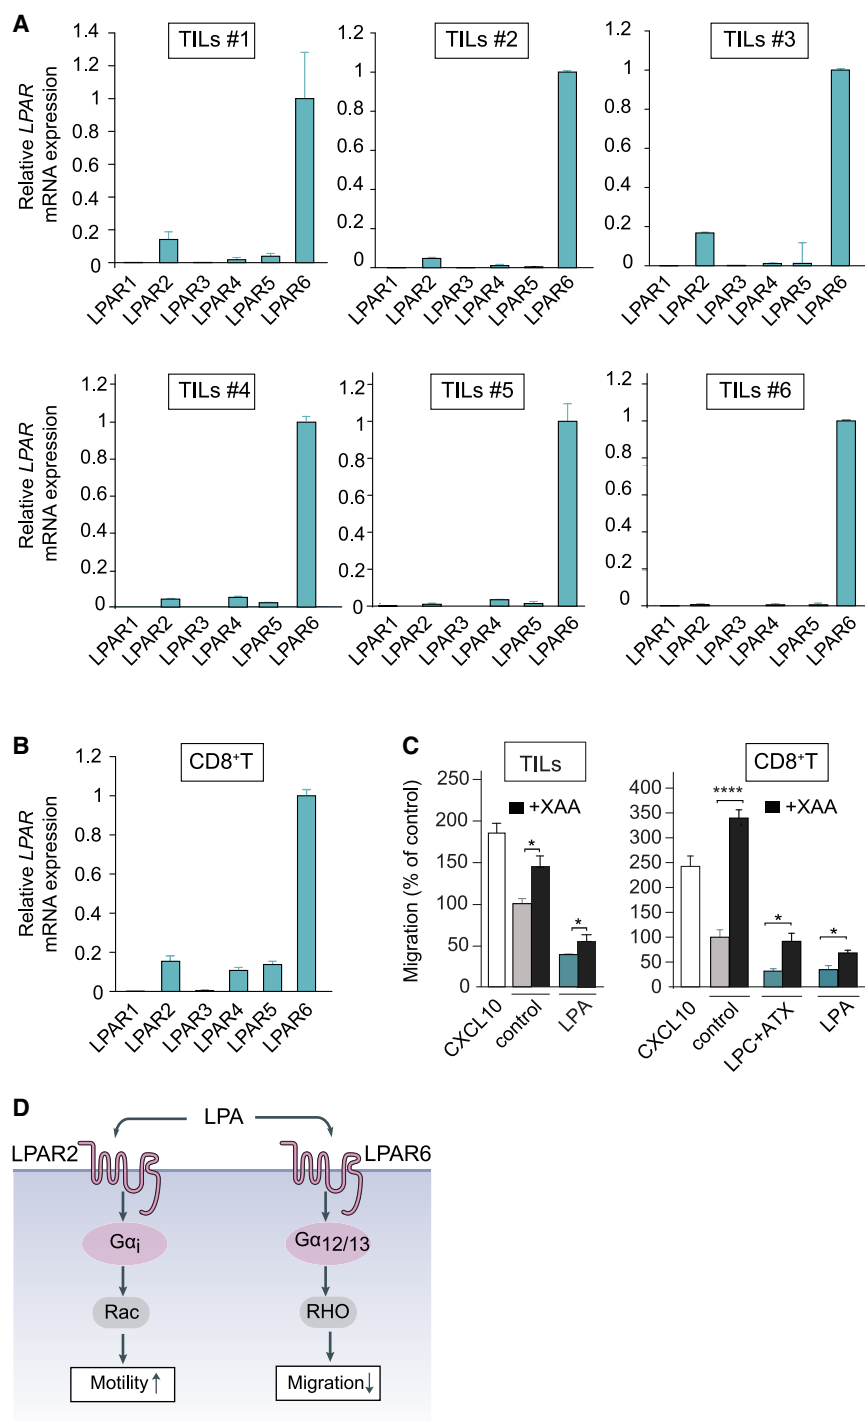 A
Relative LPAR
mRNA expression
TILs #1
1.4
1.2
1
0.8
0.6
0.4
0.2
0
LPAR1
LPAR2
LPAR3
LPAR4
LPAR5
LPAR6
TILs #2
1.2
1
0.8
0.6
0.4
0.2
0
LPAR1
LPAR2
LPAR3
LPAR4
LPAR5
LPAR6
TILs #3
1.2
1
0.8
0.6
0.4
0.2
0
LPAR1
LPAR2
LPAR3
LPAR4
LPAR5
LPAR6
Relative LPAR
mRNA expression
TILs #4
1.2
1
0.8
0.6
0.4
0.2
0
LPAR1
LPAR2
LPAR3
LPAR4
LPAR5
LPAR6
TILs #5
1.2
1
0.8
0.6
0.4
0.2
0
LPAR1
LPAR2
LPAR3
LPAR4
LPAR5
LPAR6
TILs #6
1.2
1
0.8
0.6
0.4
0.2
0
LPAR1
LPAR2
LPAR3
LPAR4
LPAR5
LPAR6
B
Relative LPAR
mRNA expression
CD8⁺T
1.2
1
0.8
0.6
0.4
0.2
0
LPAR1
LPAR2
LPAR3
LPAR4
LPAR5
LPAR6
C
Migration (% of control)
TILs
+XAA
250
200
150
100
50
0
*
*
CXCL10
control
LPA
CD8⁺T
+XAA
400
350
300
250
200
150
100
50
0
****
*
*
CXCL10
control
LPC+ATX
LPA
D
LPA
LPAR2
LPAR6
Gαᵢ
Gα₁₂/₁₃
Rac
RHO
Motility↑
Migration↓